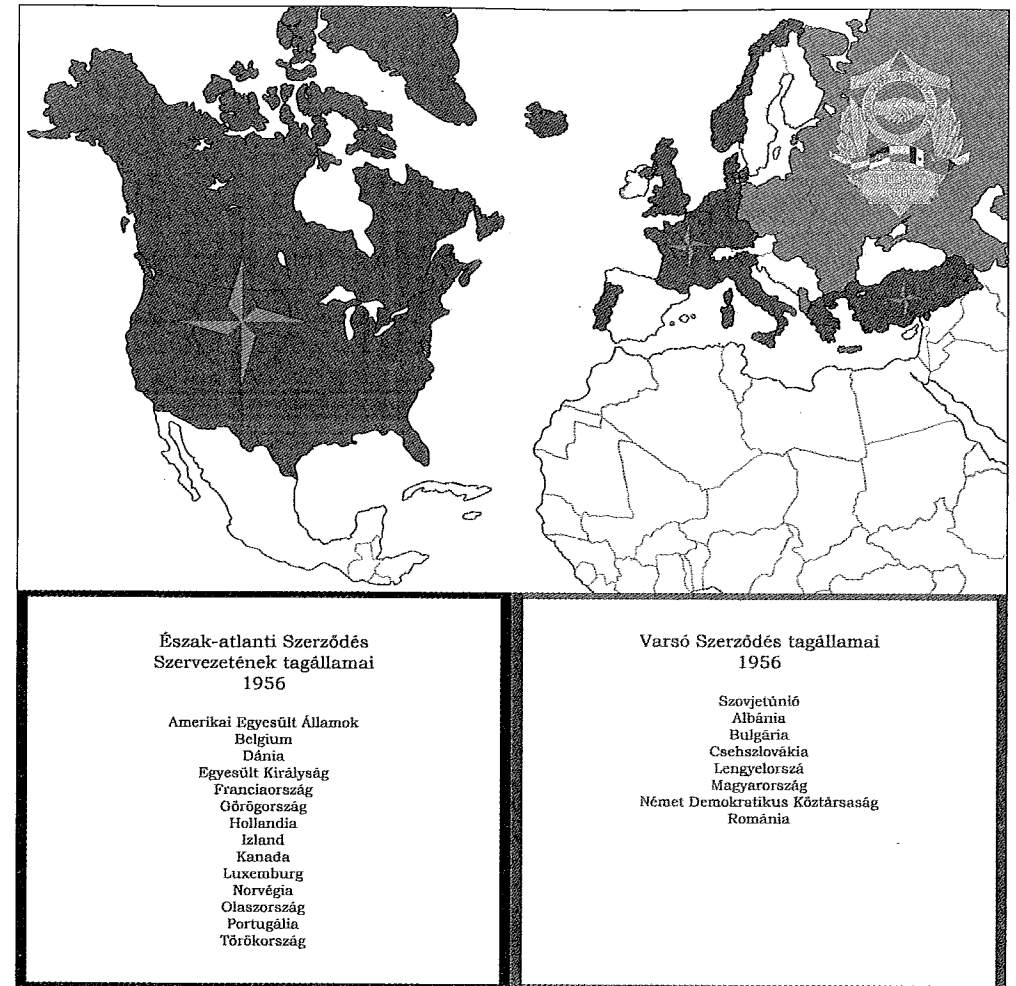 Észak-atlanti Szerződés
Szervezetének tagállamai
1956
Amerikai Egyesült Államok
Belgium
Dánia
Egyesült Királyság
Franciaország
Görögország
Hollandia
Izland
Kanada
Luxemburg
Norvégia
Olaszország
Portugália
Törökország
Varsó Szerződés tagállamai
1956
Szovjetúnió
Albánia
Bulgária
Csehszlovákia
Lengyelorszá
Magyarország
Német Demokratikus Köztársaság
Románia